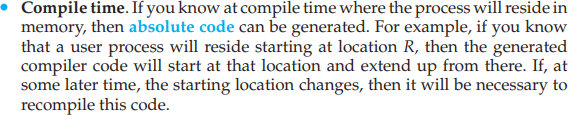 • Compile time. If you know at compile time where the process will reside in
memory, then absolute code can be generated. For example, if you know
that a user process will reside starting at location R, then the generated
compiler code will start at that location and extend up from there. If, at
some later time, the starting location changes, then it will be necessary to
recompile this code.